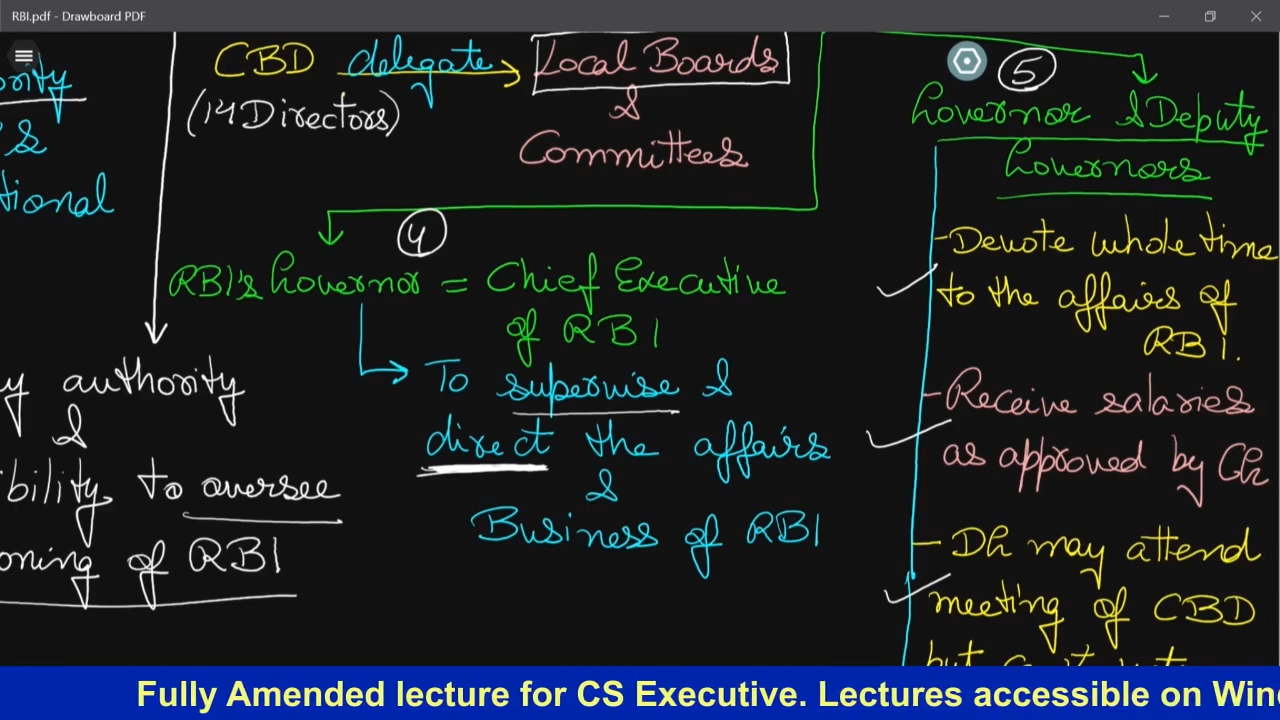 RBI.pdf - Drawboard PDF
CBD delegate Local Boards
(14 Directors)
&
Committees
5
Governor & Deputy
Governors
4
RBI's Governor = Chief Executive
of RBI
To supervise &
direct the affairs
&
Business of RBI
- Devote whole time
to the affairs of
RBI.
- Receive salaries
as approved by CG
- DG may attend
meeting of CBD
but
ority
&
tional
y authority
&
ibility to oversee
oning of RBI
Fully Amended lecture for CS Executive. Lectures accessible on Win